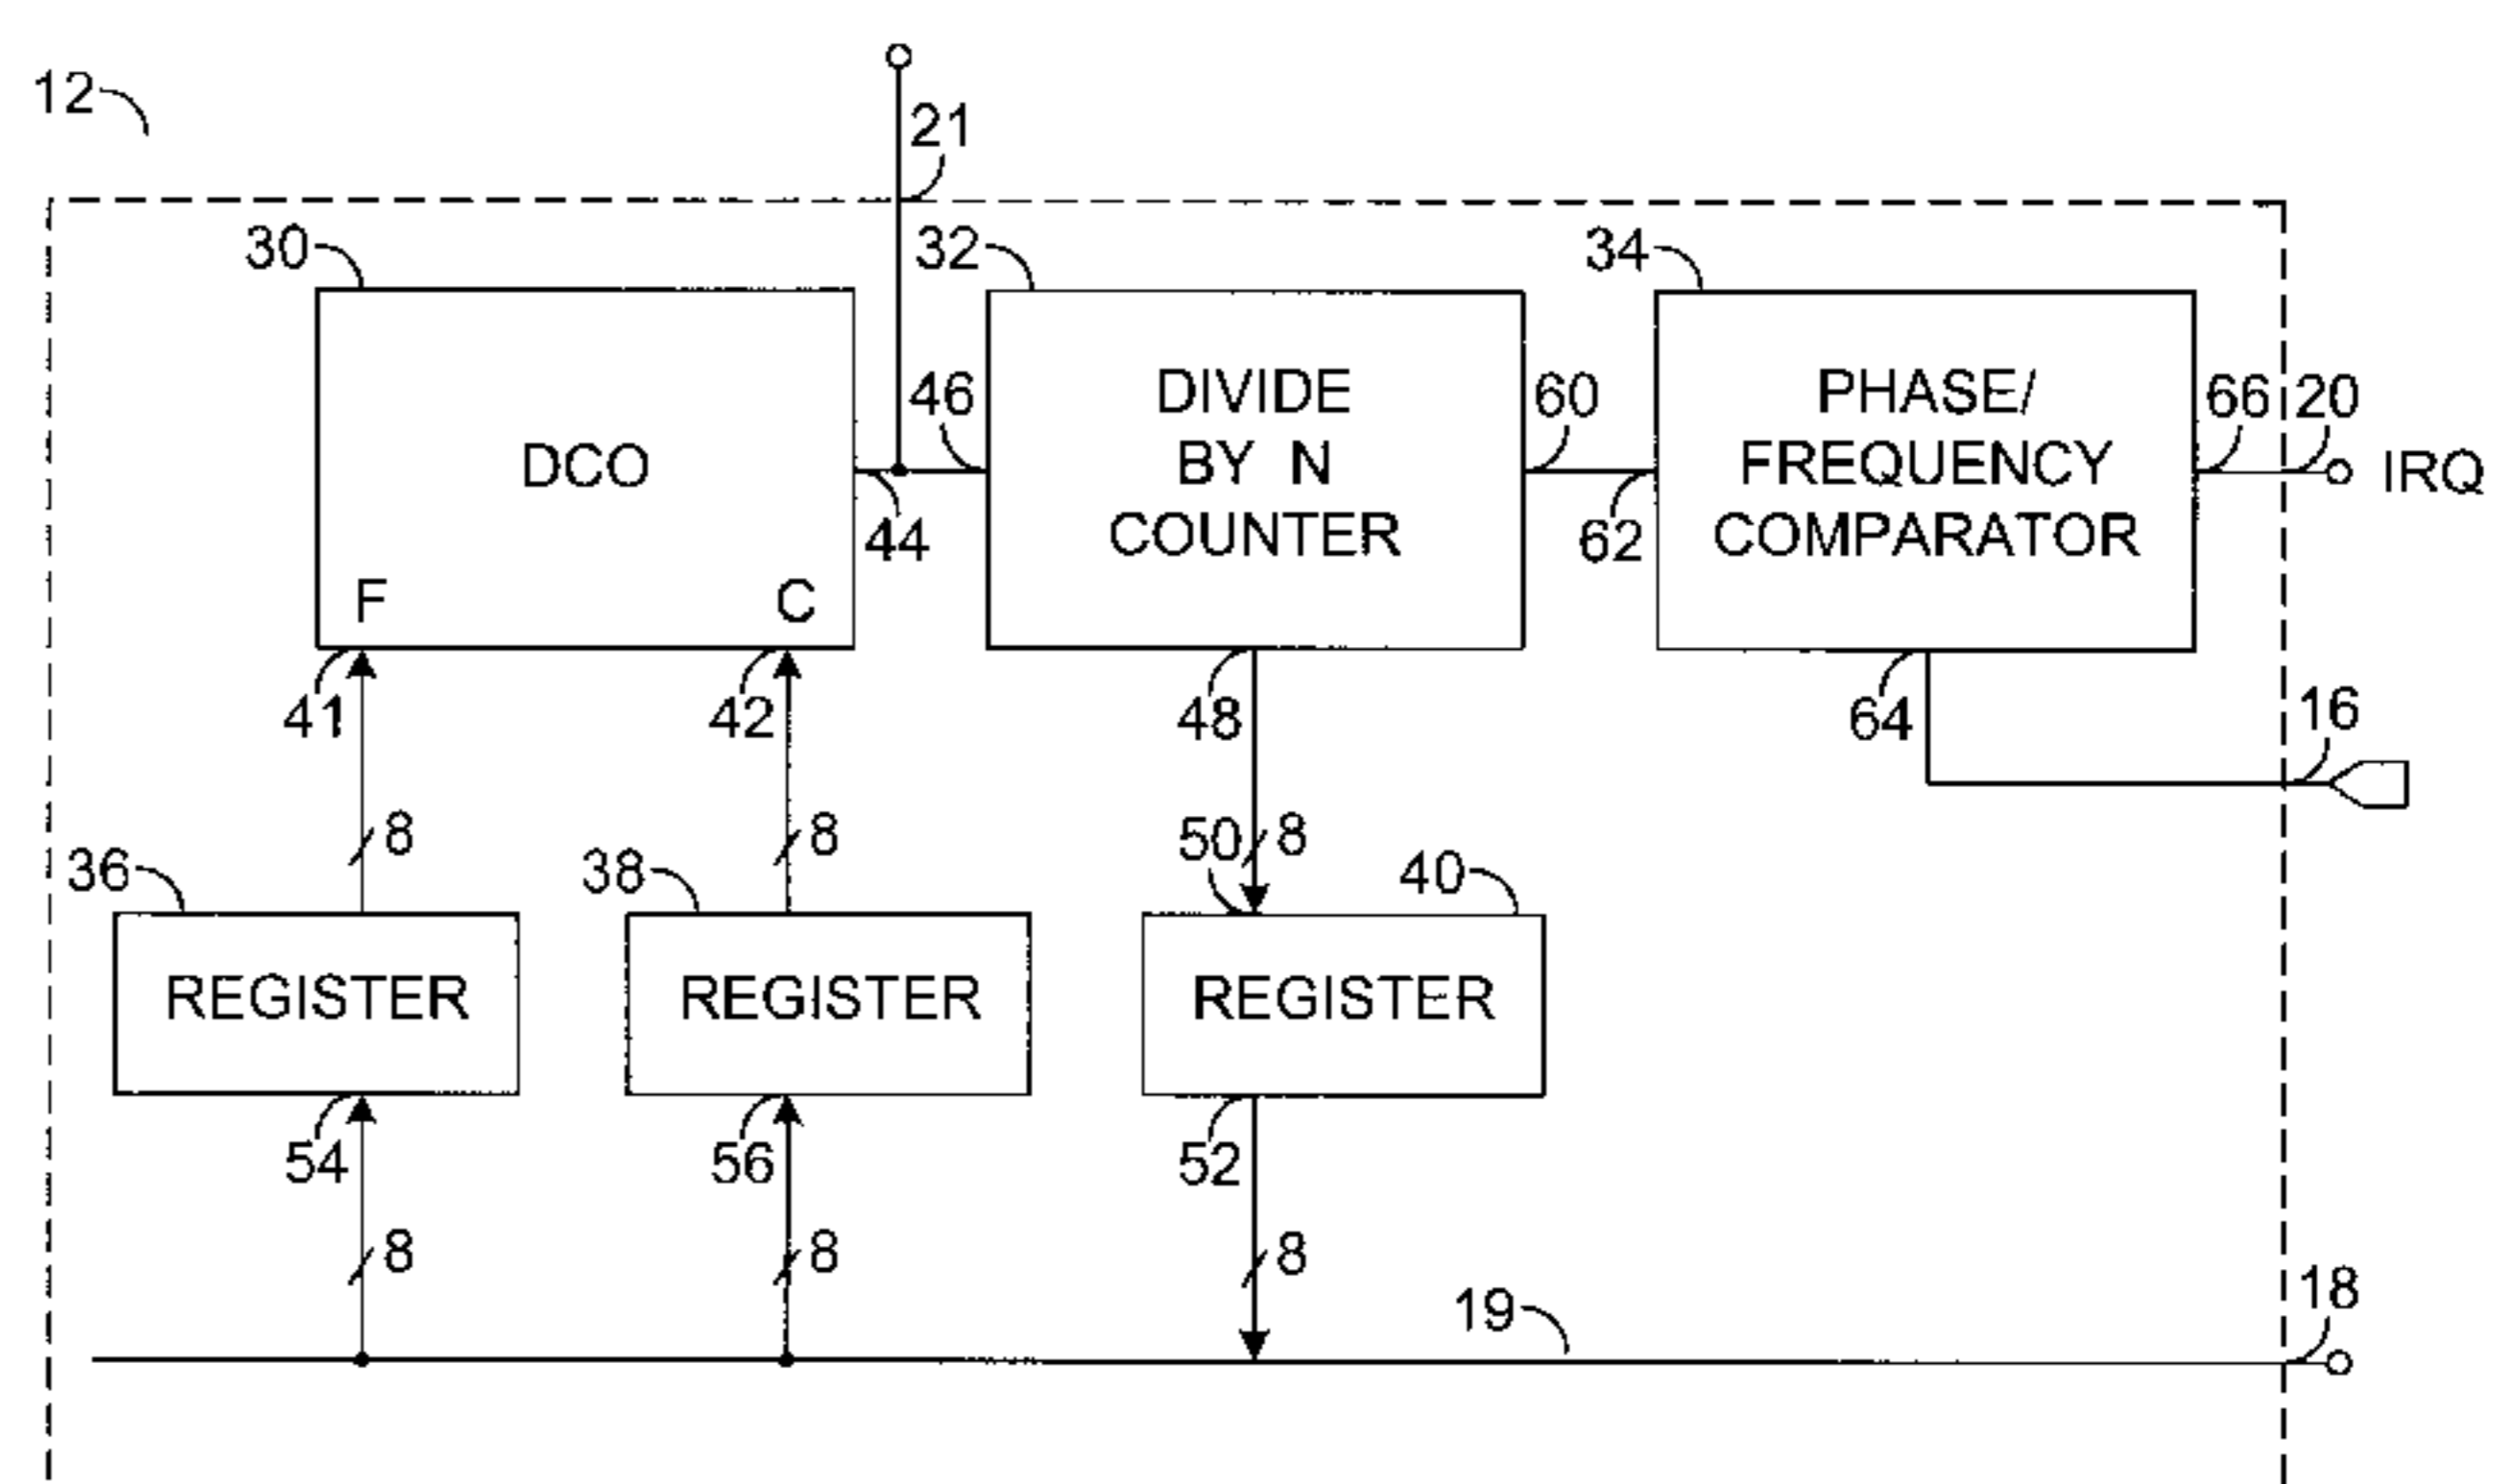 12
21
30
32
34
DCO
F
C
44
46
DIVIDE
BY N
COUNTER
60
62
PHASE/
FREQUENCY
COMPARATOR
66
20
IRQ
41
42
48
64
16
8
8
50
8
36
38
40
REGISTER
REGISTER
REGISTER
54
56
52
8
8
8
19
18